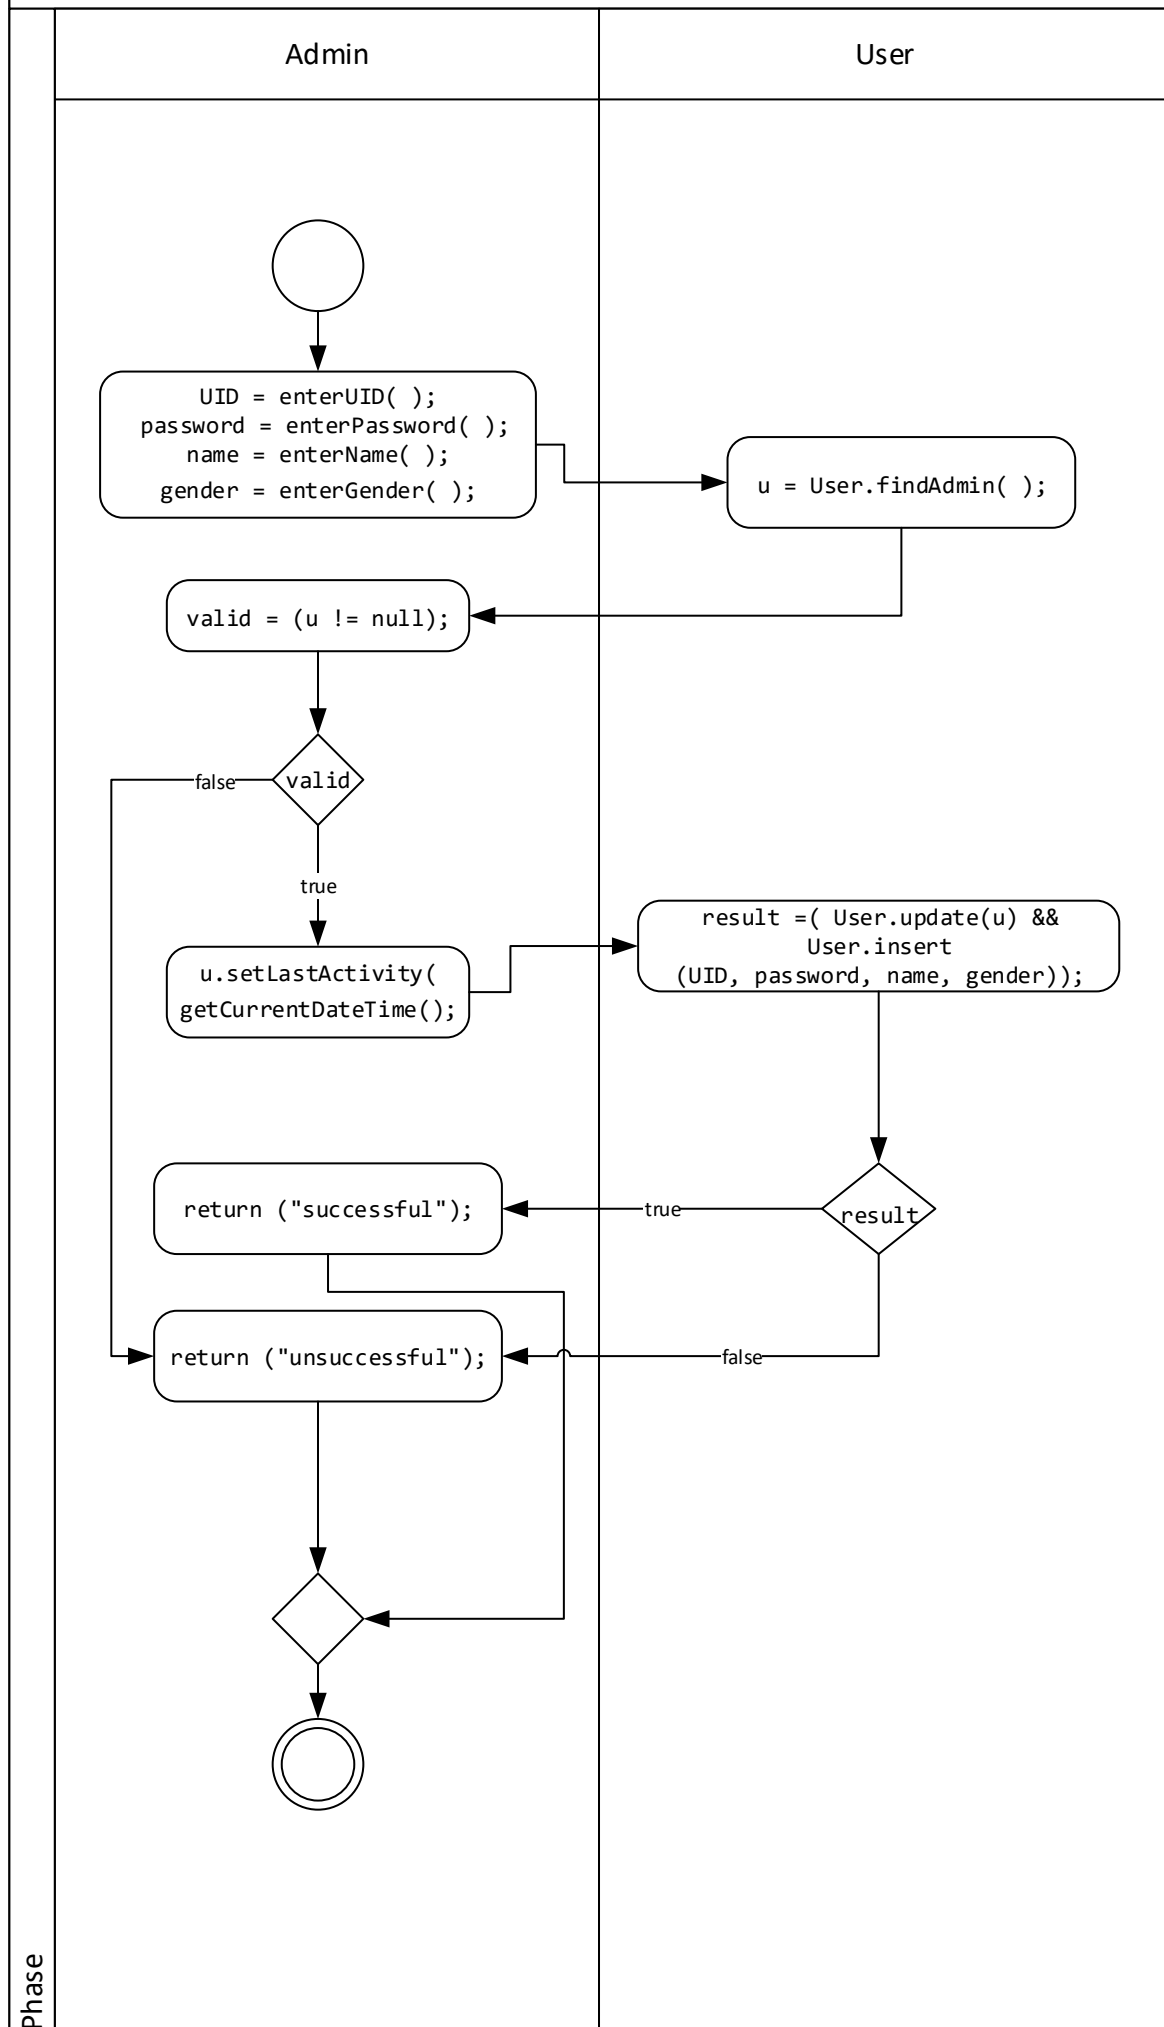 Admin
User
UID = enterUID( );
password = enterPassword( );
name = enterName( );
gender = enterGender( );
u = User.findAdmin( );
valid = (u != null);
valid
false
true
u.setLastActivity(
getCurrentDateTime();
result =( User.update(u) &&
User.insert
(UID, password, name, gender));
result
true
return ("successful");
false
return ("unsuccessful");
Phase